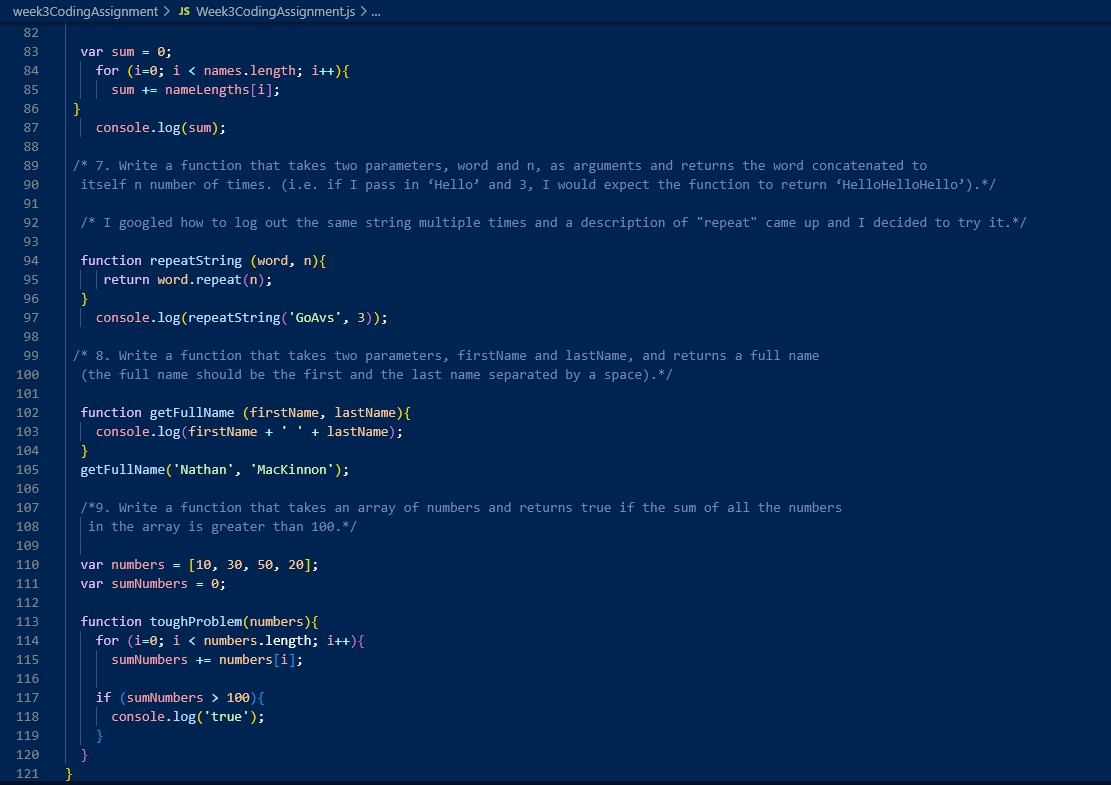 week3CodingAssignment > JS Week3CodingAssignment.js > ...
82
83 var sum = 0;
84 for (i=0; i < names.length; i++){
85 sum += nameLengths[i];
86 }
87 console.log(sum);
88
89 /* 7. Write a function that takes two parameters, word and n, as arguments and returns the word concatenated to
90 itself n number of times. (i.e. if I pass in ‘Hello’ and 3, I would expect the function to return ‘HelloHelloHello’).*/
91
92 /* I googled how to log out the same string multiple times and a description of "repeat" came up and I decided to try it.*/
93
94 function repeatString (word, n){
95 return word.repeat(n);
96 }
97 console.log(repeatString('GoAvs', 3));
98
99 /* 8. Write a function that takes two parameters, firstName and lastName, and returns a full name
100 (the full name should be the first and the last name separated by a space).*/
101
102 function getFullName (firstName, lastName){
103 console.log(firstName + ' ' + lastName);
104 }
105 getFullName('Nathan', 'MacKinnon');
106
107 /*9. Write a function that takes an array of numbers and returns true if the sum of all the numbers
108 in the array is greater than 100.*/
109
110 var numbers = [10, 30, 50, 20];
111 var sumNumbers = 0;
112
113 function toughProblem(numbers){
114 for (i=0; i < numbers.length; i++){
115 sumNumbers += numbers[i];
116
117 if (sumNumbers > 100){
118 console.log('true');
119 }
120 }
121 }